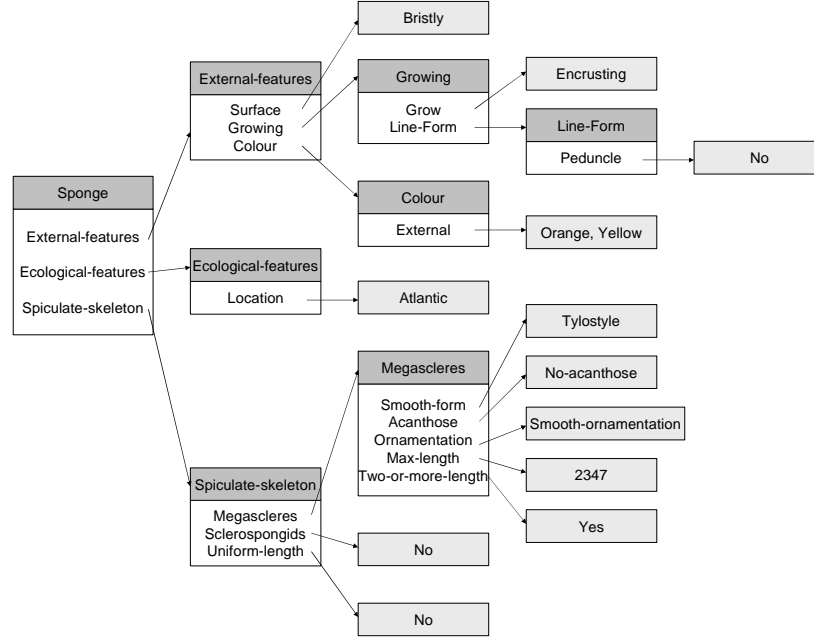 Bristly
External-features
Surface
Growing
Colour
Growing
Grow
Line-Form
Encrusting
Line-Form
Peduncle
No
Sponge
External-features
Ecological-features
Spiculate-skeleton
Colour
External
Orange, Yellow
Ecological-features
Location
Atlantic
Megascleres
Smooth-form
Acanthose
Ornamentation
Max-length
Two-or-more-length
Tylostyle
No-acanthose
Smooth-ornamentation
2347
Yes
Spiculate-skeleton
Megascleres
Sclerospongids
Uniform-length
No
No